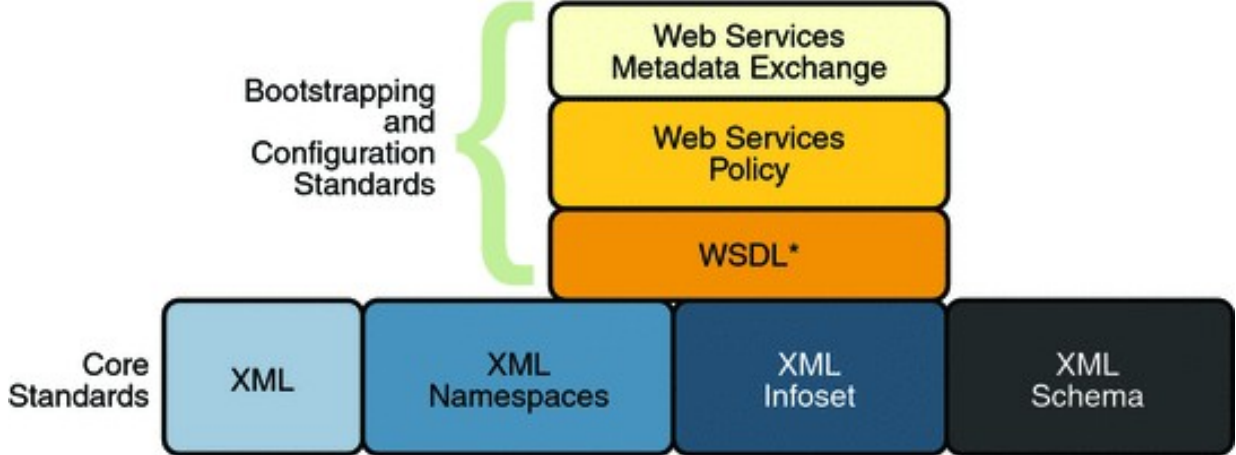 Web Services
Metadata Exchange
Bootstrapping
and
Configuration
Standards
Web Services
Policy
WSDL*
Core
Standards
XML
XML
Namespaces
XML
Infoset
XML
Schema